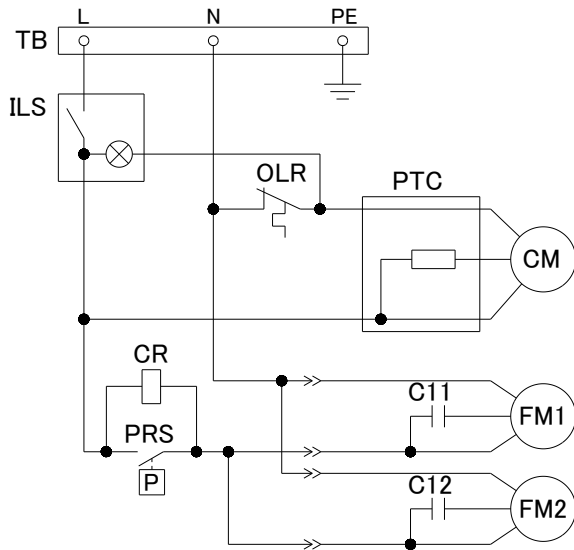 L N PE
TB
ILS
OLR
PTC
CM
CR
C11
PRS
FM1
P
C12
FM2